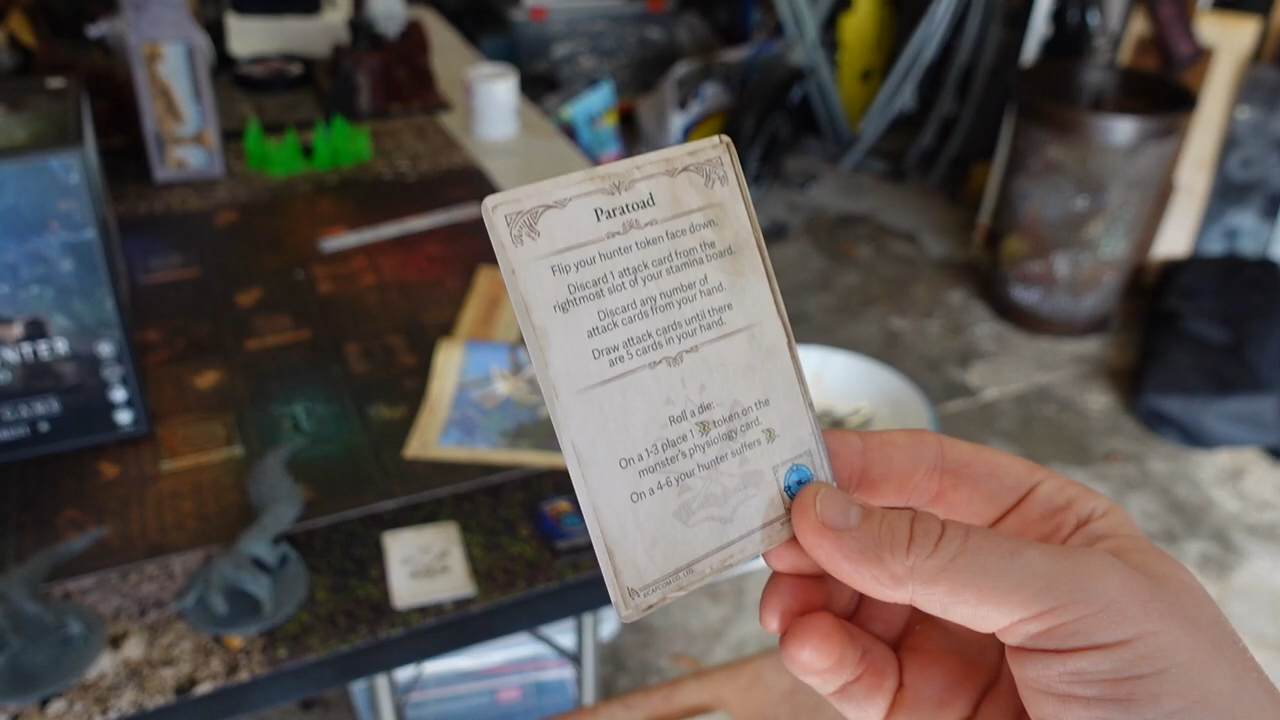 Paratoad
Flip your hunter token face down.
Discard 1 attack card from the
rightmost slot of your stamina board.
Discard any number of
attack cards from your hand.
Draw attack cards until there
are 5 cards in your hand.
Roll a die:
On a 1-3 place 1 token on the
monster's physiology card.
On a 4-6 your hunter suffers .
©CAPCOM CO., LTD.